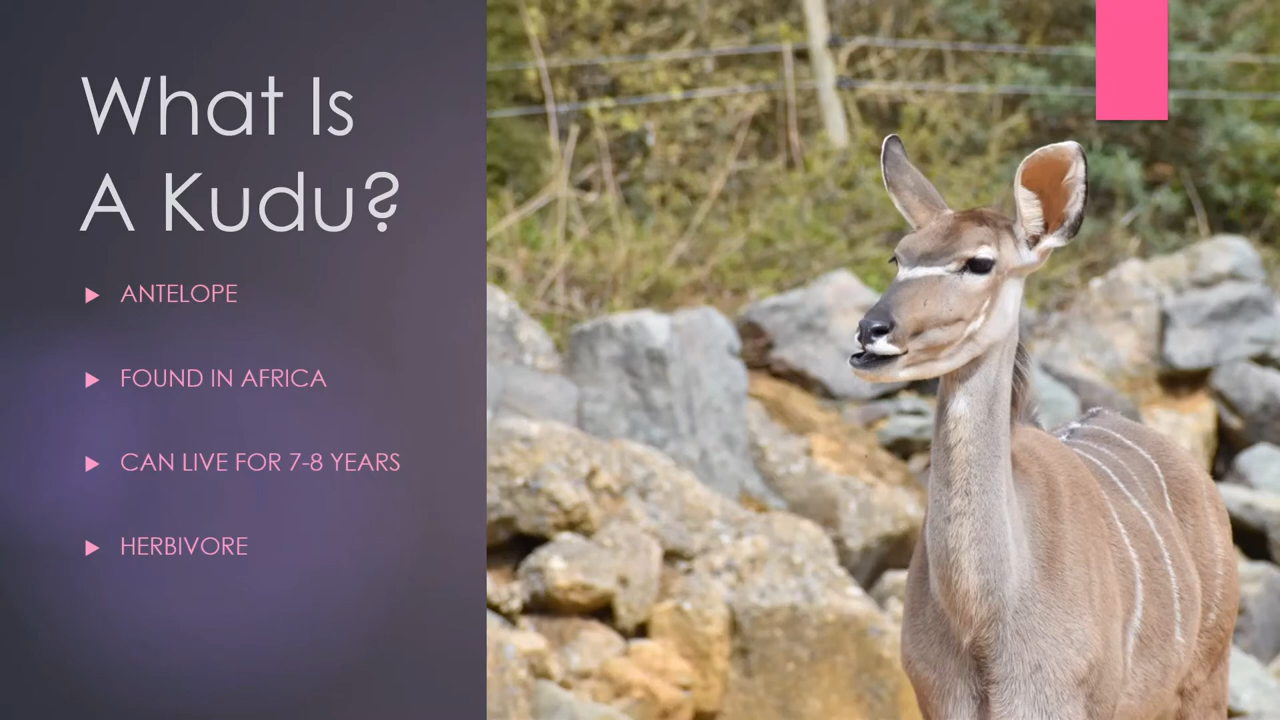 What Is
A Kudu?
ANTELOPE
FOUND IN AFRICA
CAN LIVE FOR 7-8 YEARS
HERBIVORE